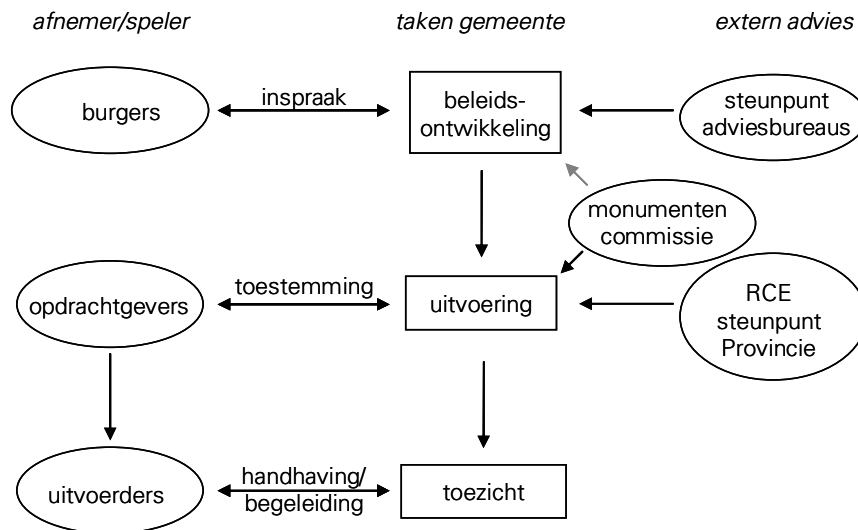 afnemer/speler
taken gemeente
extern advies
burgers
inspraak
beleids-
ontwikkeling
steunpunt
adviesbureaus
monumenten
commissie
opdrachtgevers
toestemming
uitvoering
RCE
steunpunt
Provincie
uitvoerders
handhaving/
begeleiding
toezicht